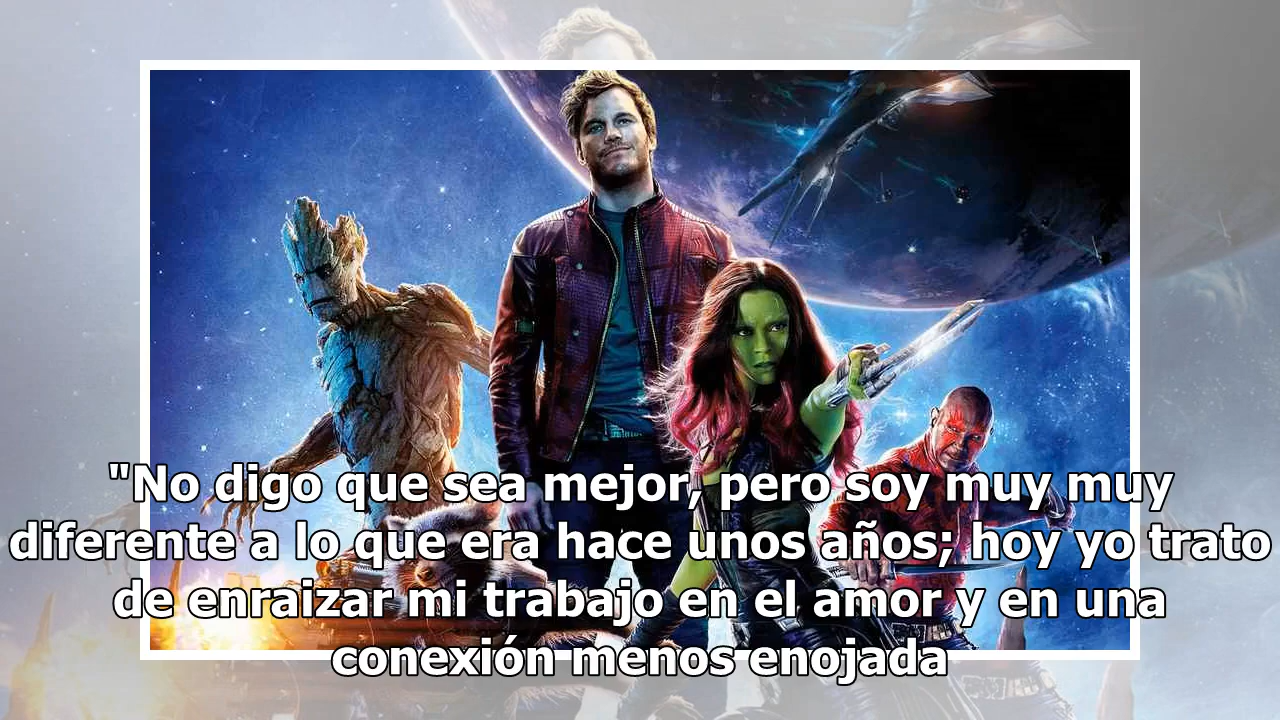 "No digo que sea mejor, pero soy muy muy
diferente a lo que era hace unos años; hoy yo trato
de enraizar mi trabajo en el amor y en una
conexión menos enojada